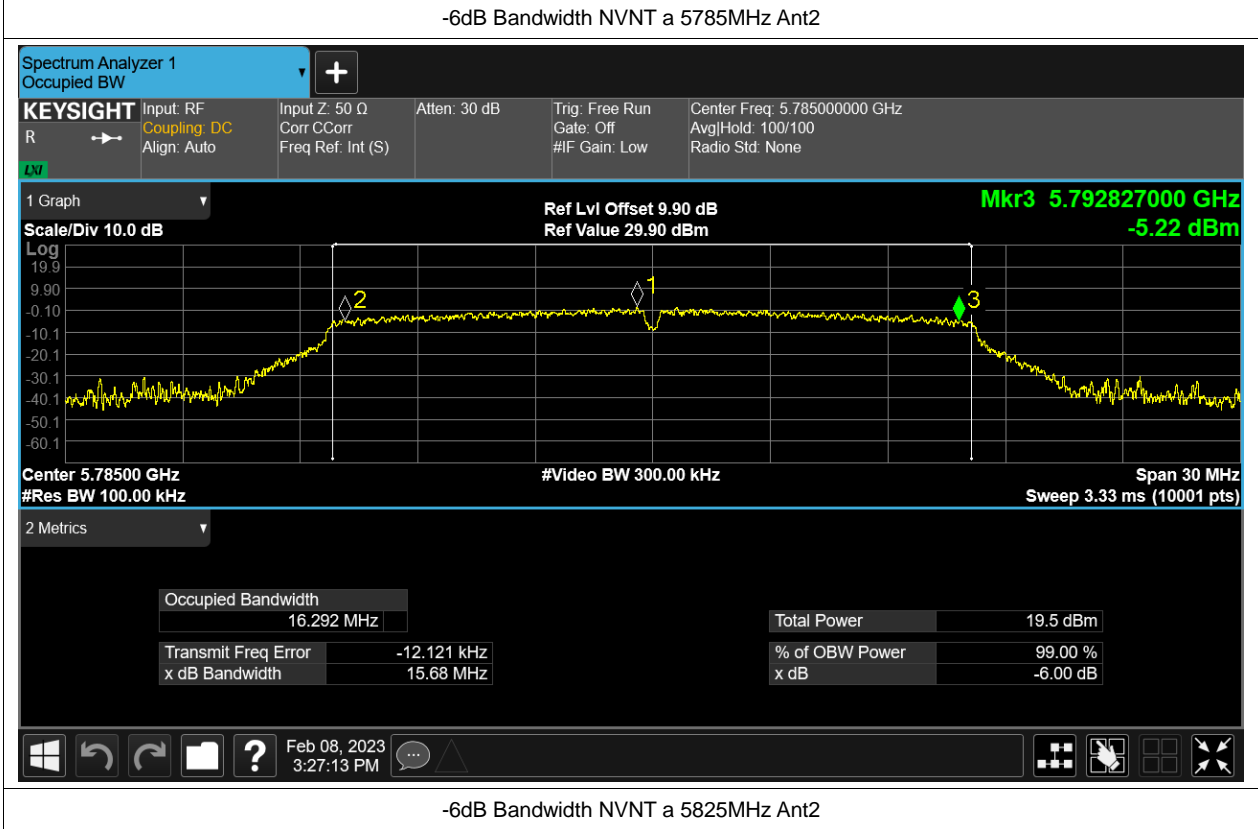 -6dB Bandwidth NVNT a 5785MHz Ant2
Spectrum Analyzer 1
Occupied BW
+
KEYSIGHT
R
LXI
Input: RF
Coupling: DC
Align: Auto
Input Z: 50 Ω
Corr CCorr
Freq Ref: Int (S)
Atten: 30 dB
Trig: Free Run
Gate: Off
#IF Gain: Low
Center Freq: 5.785000000 GHz
Avg|Hold: 100/100
Radio Std: None
1 Graph
Scale/Div 10.0 dB
Ref Lvl Offset 9.90 dB
Ref Value 29.90 dBm
Mkr3 5.792827000 GHz
-5.22 dBm
Log
19.9
9.90
-0.10
-10.1
-20.1
-30.1
-40.1
-50.1
-60.1
2
1
3
Center 5.78500 GHz
#Res BW 100.00 kHz
#Video BW 300.00 kHz
Span 30 MHz
Sweep 3.33 ms (10001 pts)
2 Metrics
Occupied Bandwidth
16.292 MHz
Transmit Freq Error -12.121 kHz
x dB Bandwidth 15.68 MHz
Total Power 19.5 dBm
% of OBW Power 99.00 %
x dB -6.00 dB
?
Feb 08, 2023
3:27:13 PM
-6dB Bandwidth NVNT a 5825MHz Ant2